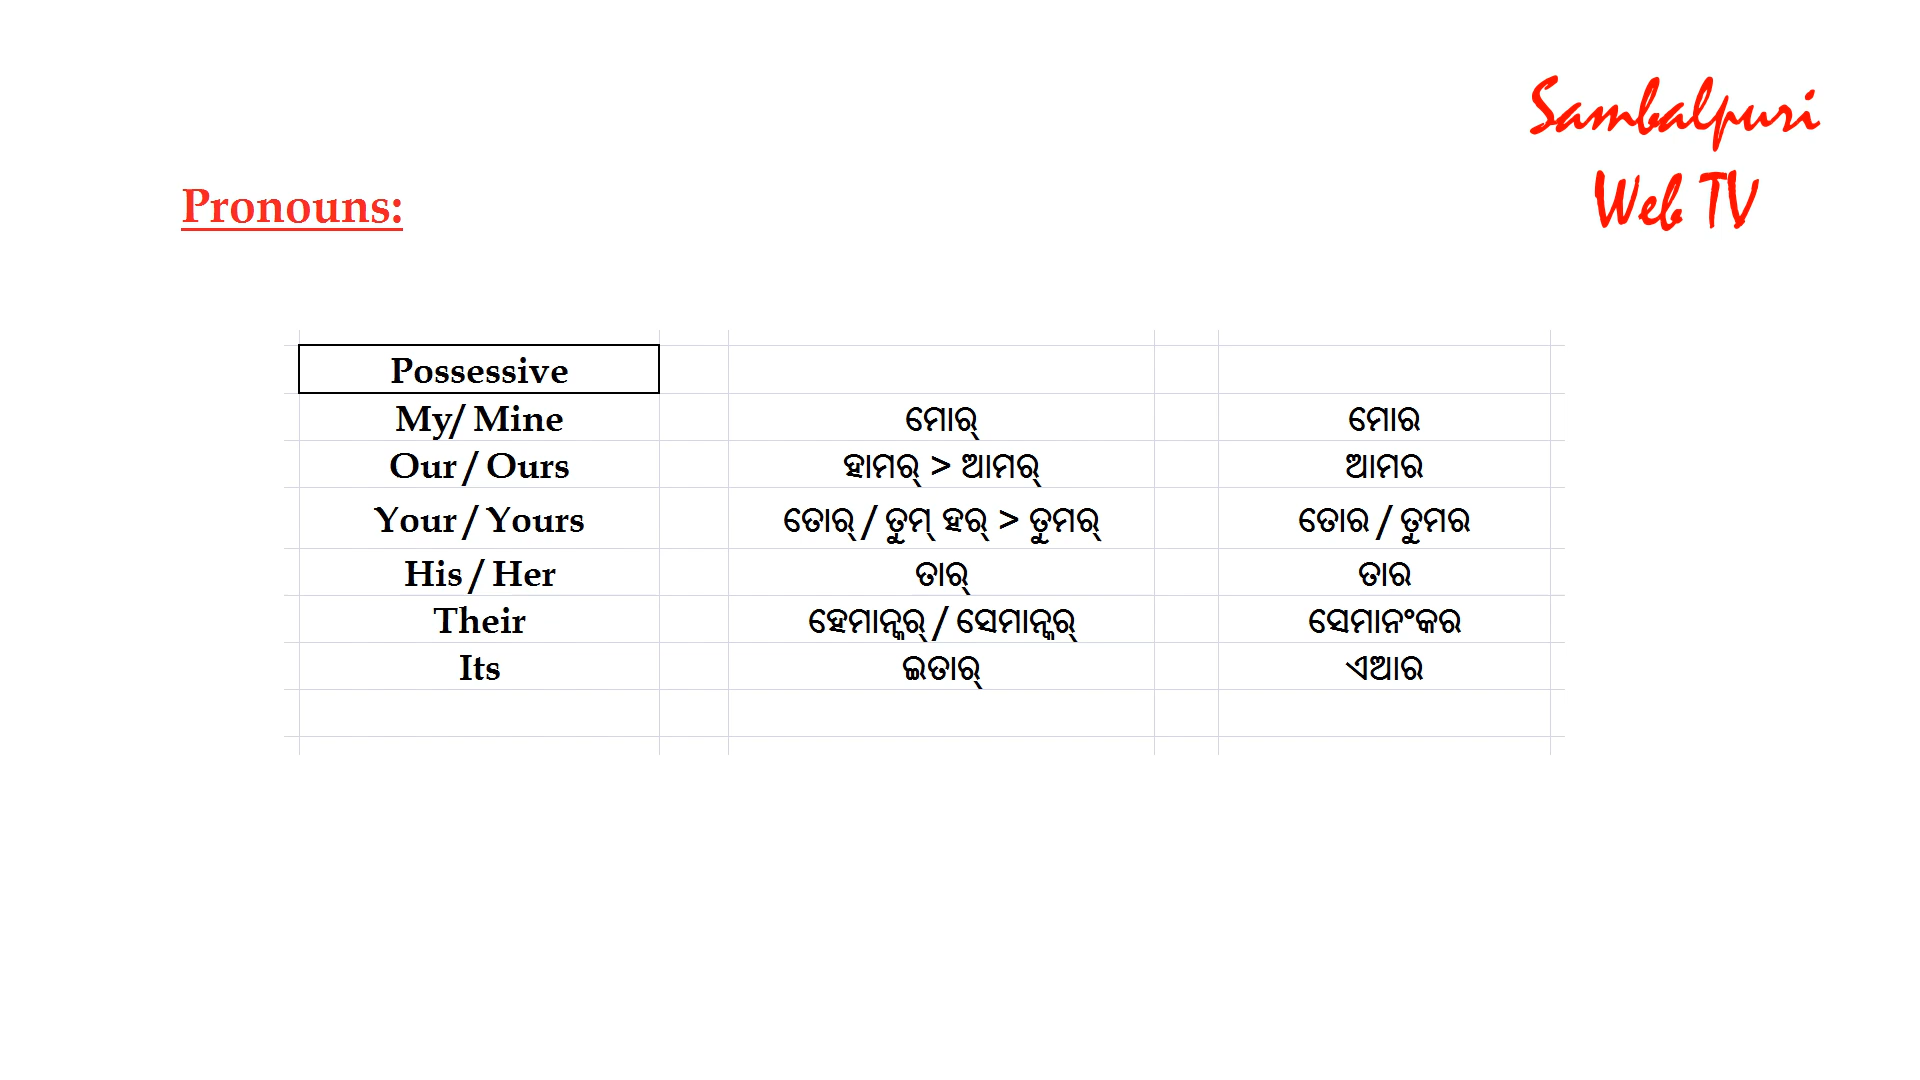 Sambalpuri
Web TV
Pronouns:
Possessive
My/ Mine ମୋର୍ ମୋର
Our / Ours ହାମର୍ > ଆମର୍ ଆମର
Your / Yours ତୋର୍ / ତୁମ୍ ହର୍ > ତୁମର୍ ତୋର / ତୁମର
His / Her ତାର୍ ତାର
Their ହେମାନ୍କର୍ / ସେମାନ୍କର୍ ସେମାନଂକର
Its ଇତାର୍ ଏଆର